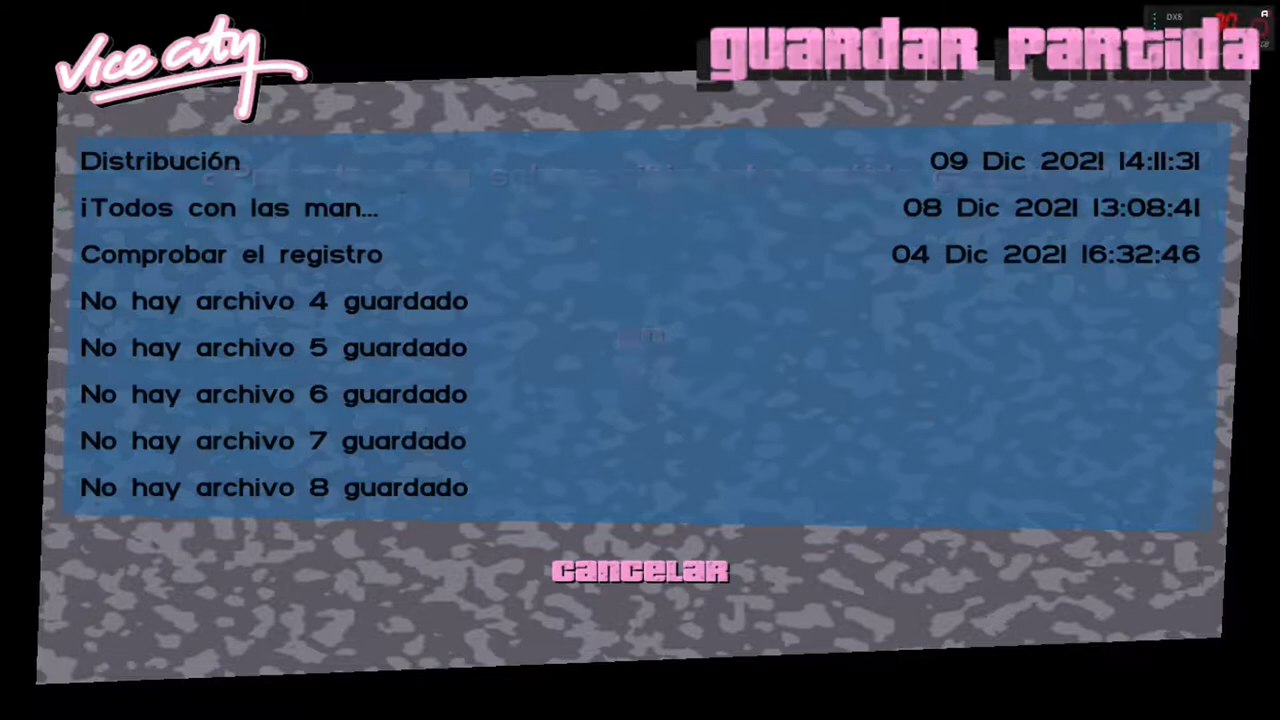 vice city
guardar partida
DX5
Distribución 09 Dic 2021 14:11:31
¡Todos con las man... 08 Dic 2021 13:08:41
Comprobar el registro 04 Dic 2021 16:32:46
No hay archivo 4 guardado
No hay archivo 5 guardado
No hay archivo 6 guardado
No hay archivo 7 guardado
No hay archivo 8 guardado
cancelar